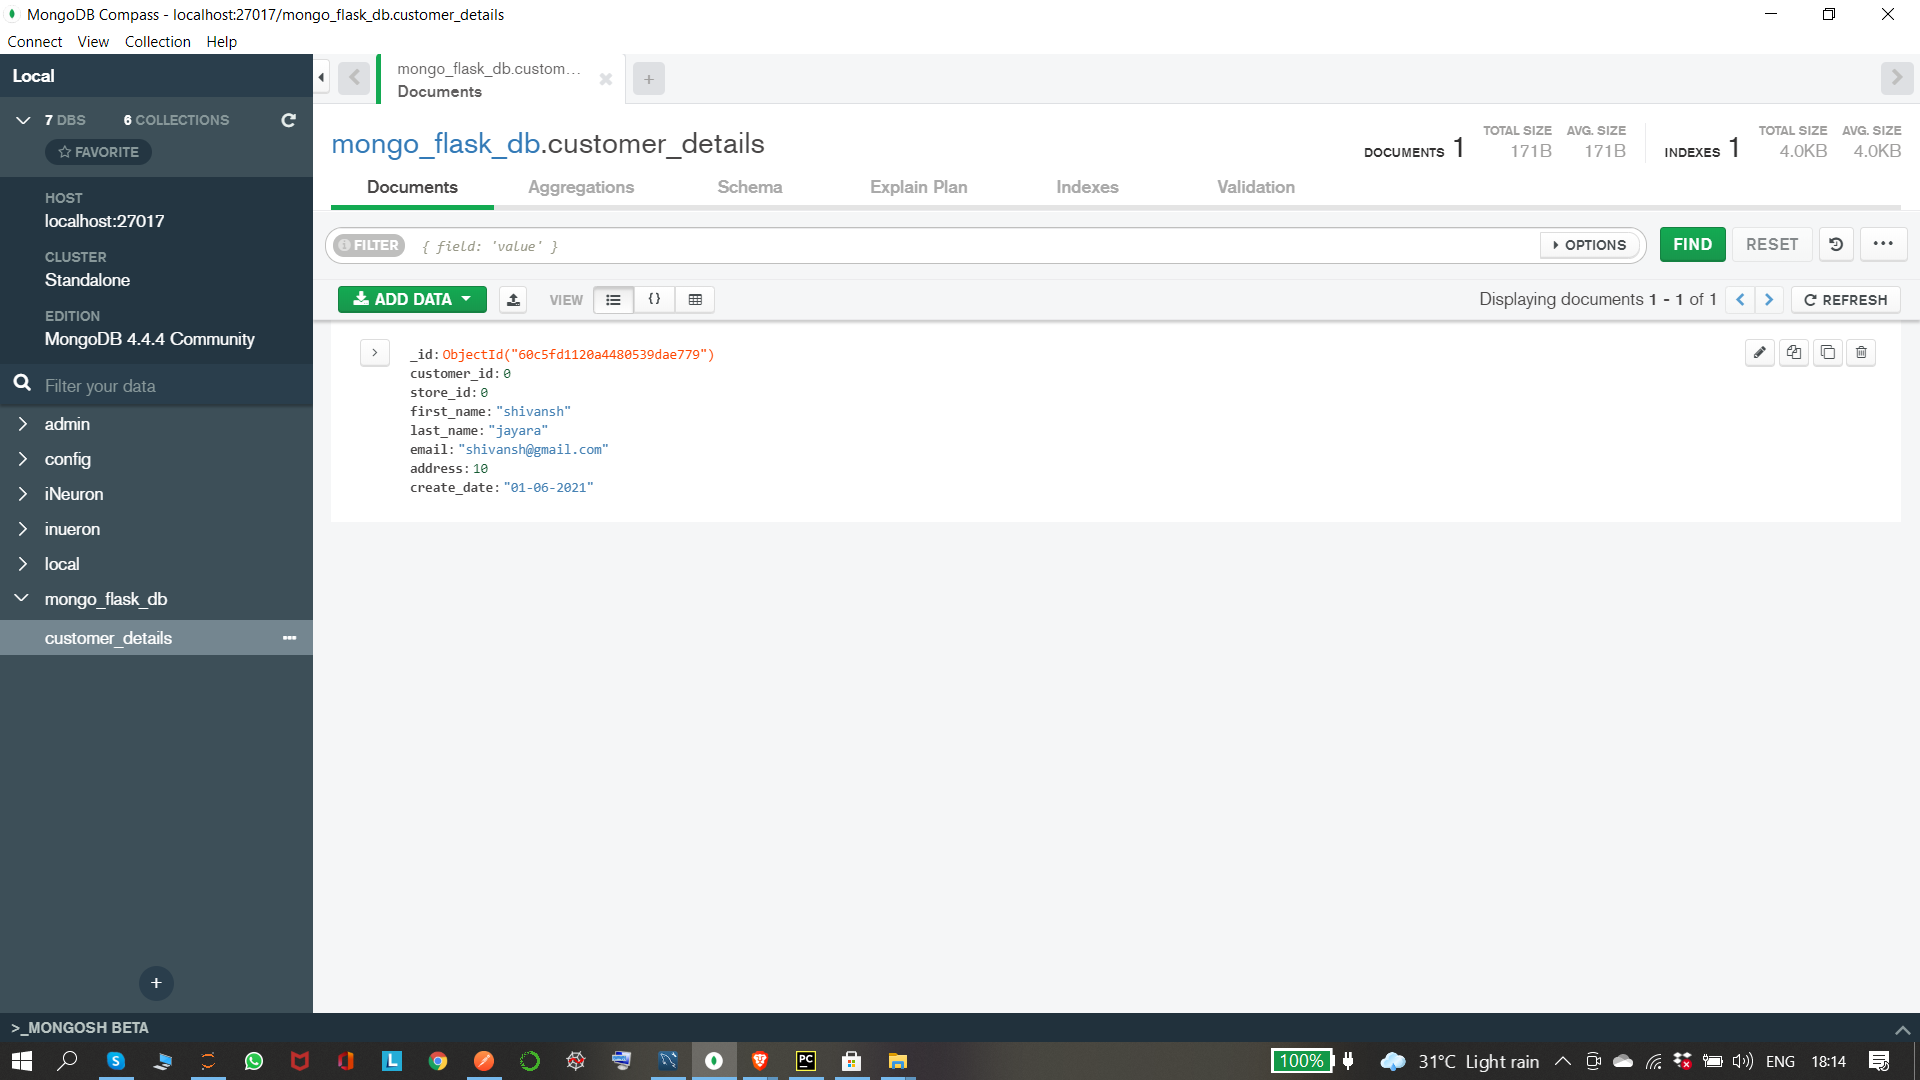 MongoDB Compass - localhost:27017/mongo_flask_db.customer_details
Connect View Collection Help
Local
7 DBS 6 COLLECTIONS
FAVORITE
HOST
localhost:27017
CLUSTER
Standalone
EDITION
MongoDB 4.4.4 Community
Filter your data
admin
config
iNeuron
inueron
local
mongo_flask_db
customer_details
+
mongo_flask_db.custom...
Documents
+
mongo_flask_db.customer_details
DOCUMENTS 1 TOTAL SIZE 171B AVG. SIZE 171B
INDEXES 1 TOTAL SIZE 4.0KB AVG. SIZE 4.0KB
Documents Aggregations Schema Explain Plan Indexes Validation
FILTER { field: 'value' } OPTIONS FIND RESET
ADD DATA VIEW {} Displaying documents 1 - 1 of 1 REFRESH
_id: ObjectId("60c5fd1120a4480539dae779")
customer_id: 0
store_id: 0
first_name: "shivansh"
last_name: "jayara"
email: "shivansh@gmail.com"
address: 10
create_date: "01-06-2021"
>_MONGOSH BETA
S L PC 100% 31°C Light rain ENG 18:14